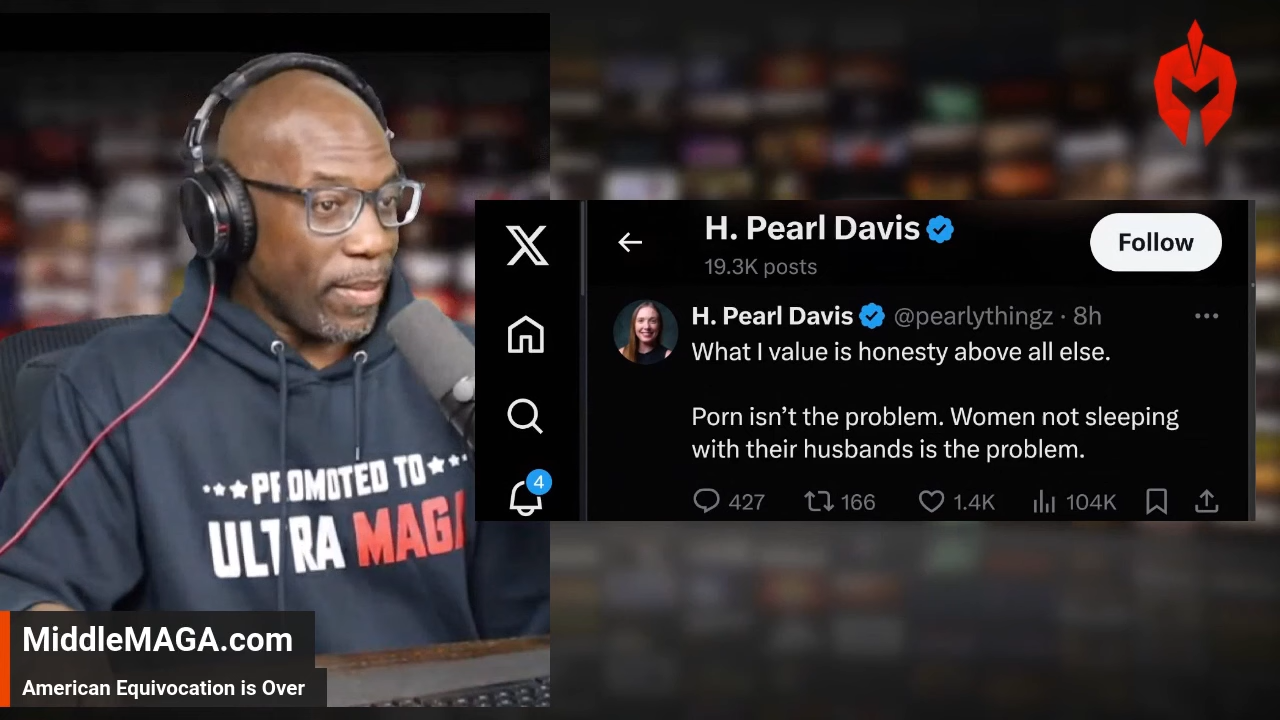 H. Pearl Davis
19.3K posts
Follow
H. Pearl Davis @pearlythingz · 8h
What I value is honesty above all else.
Porn isn't the problem. Women not sleeping
with their husbands is the problem.
4
427 166 1.4K 104K
PROMOTED TO
ULTRA MAGA
MiddleMAGA.com
American Equivocation is Over